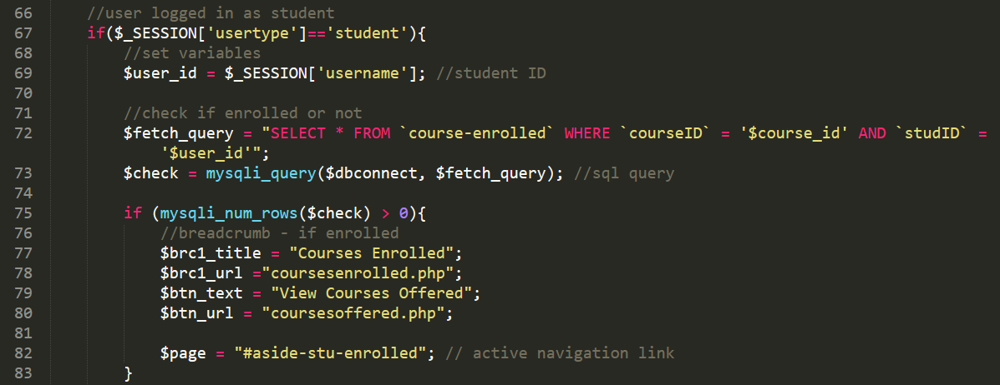 66 //user logged in as student
67 if($_SESSION['usertype']=='student'){
68 //set variables
69 $user_id = $_SESSION['username']; //student ID
70
71 //check if enrolled or not
72 $fetch_query = "SELECT * FROM `course-enrolled` WHERE `courseID` = '$course_id' AND `studID` =
'$user_id'";
73 $check = mysqli_query($dbconnect, $fetch_query); //sql query
74
75 if (mysqli_num_rows($check) > 0){
76 //breadcrumb - if enrolled
77 $brc1_title = "Courses Enrolled";
78 $brc1_url ="coursesenrolled.php";
79 $btn_text = "View Courses Offered";
80 $btn_url = "coursesoffered.php";
81
82 $page = "#aside-stu-enrolled"; // active navigation link
83 }